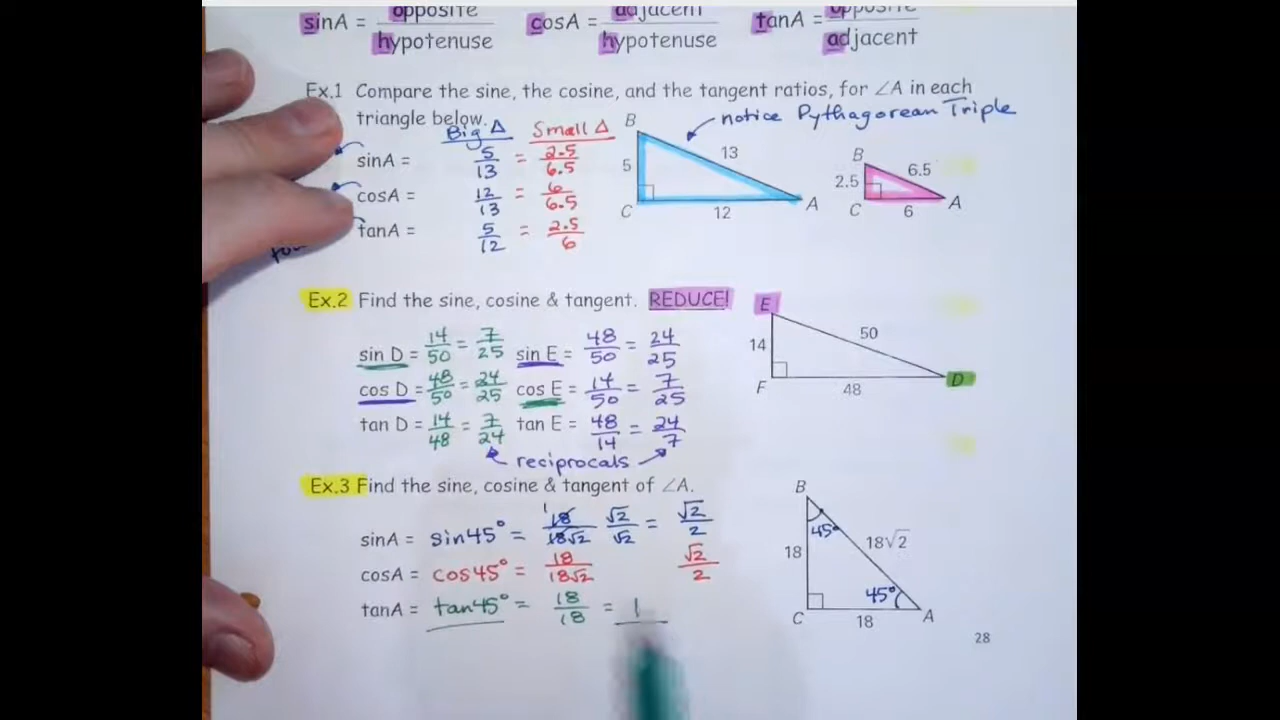 sinA = opposite / hypotenuse cosA = adjacent / hypotenuse tanA = opposite / adjacent
Ex.1 Compare the sine, the cosine, and the tangent ratios, for ∠A in each
triangle below.
notice Pythagorean Triple
Big Δ Small Δ
sinA = 5/13 = 2.5/6.5
cosA = 12/13 = 6/6.5
tanA = 5/12 = 2.5/6
B 13 5 C 12 A
B 6.5 2.5 C 6 A
Ex.2 Find the sine, cosine & tangent. REDUCE!
sin D = 14/50 = 7/25 sin E = 48/50 = 24/25
cos D = 48/50 = 24/25 cos E = 14/50 = 7/25
tan D = 14/48 = 7/24 tan E = 48/14 = 24/7
reciprocals
E 50 14 F 48 D
Ex.3 Find the sine, cosine & tangent of ∠A.
sinA = sin45° = 1 18/18√2 √2/√2 = √2/2
cosA = cos45° = 18/18√2 √2/2
tanA = tan45° = 18/18 = 1
B 45° 18√2 18 45° C 18 A
28